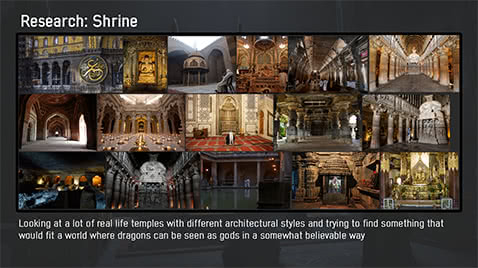 Research: Shrine
Looking at a lot of real life temples with different architectural styles and trying to find something that
would fit a world where dragons can be seen as gods in a somewhat believable way